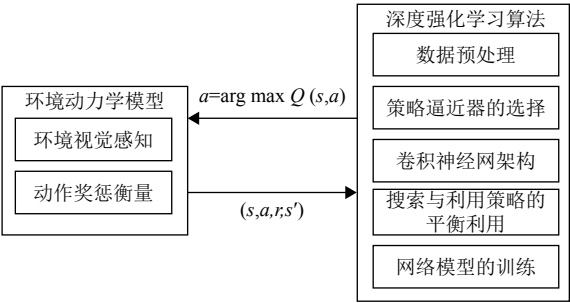 环境动力学模型
环境视觉感知
动作奖惩衡量
a=arg max Q (s,a)
(s,a,r,s′)
深度强化学习算法
数据预处理
策略逼近器的选择
卷积神经网架构
搜索与利用策略的
平衡利用
网络模型的训练